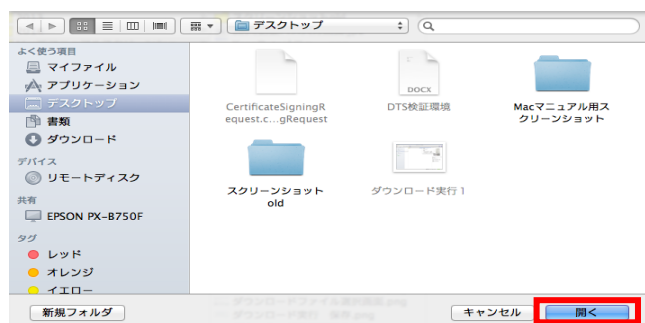 デスクトップ
よく使う項目
マイファイル
アプリケーション
デスクトップ
書類
ダウンロード
デバイス
リモートディスク
共有
EPSON PX-B750F
タグ
レッド
オレンジ
イエロー
CertificateSigningR
equest.c...gRequest
DOCX
DTS検証環境
Macマニュアル用ス
クリーンショット
スクリーンショット
old
ダウンロード実行 1
新規フォルダ
キャンセル
開く